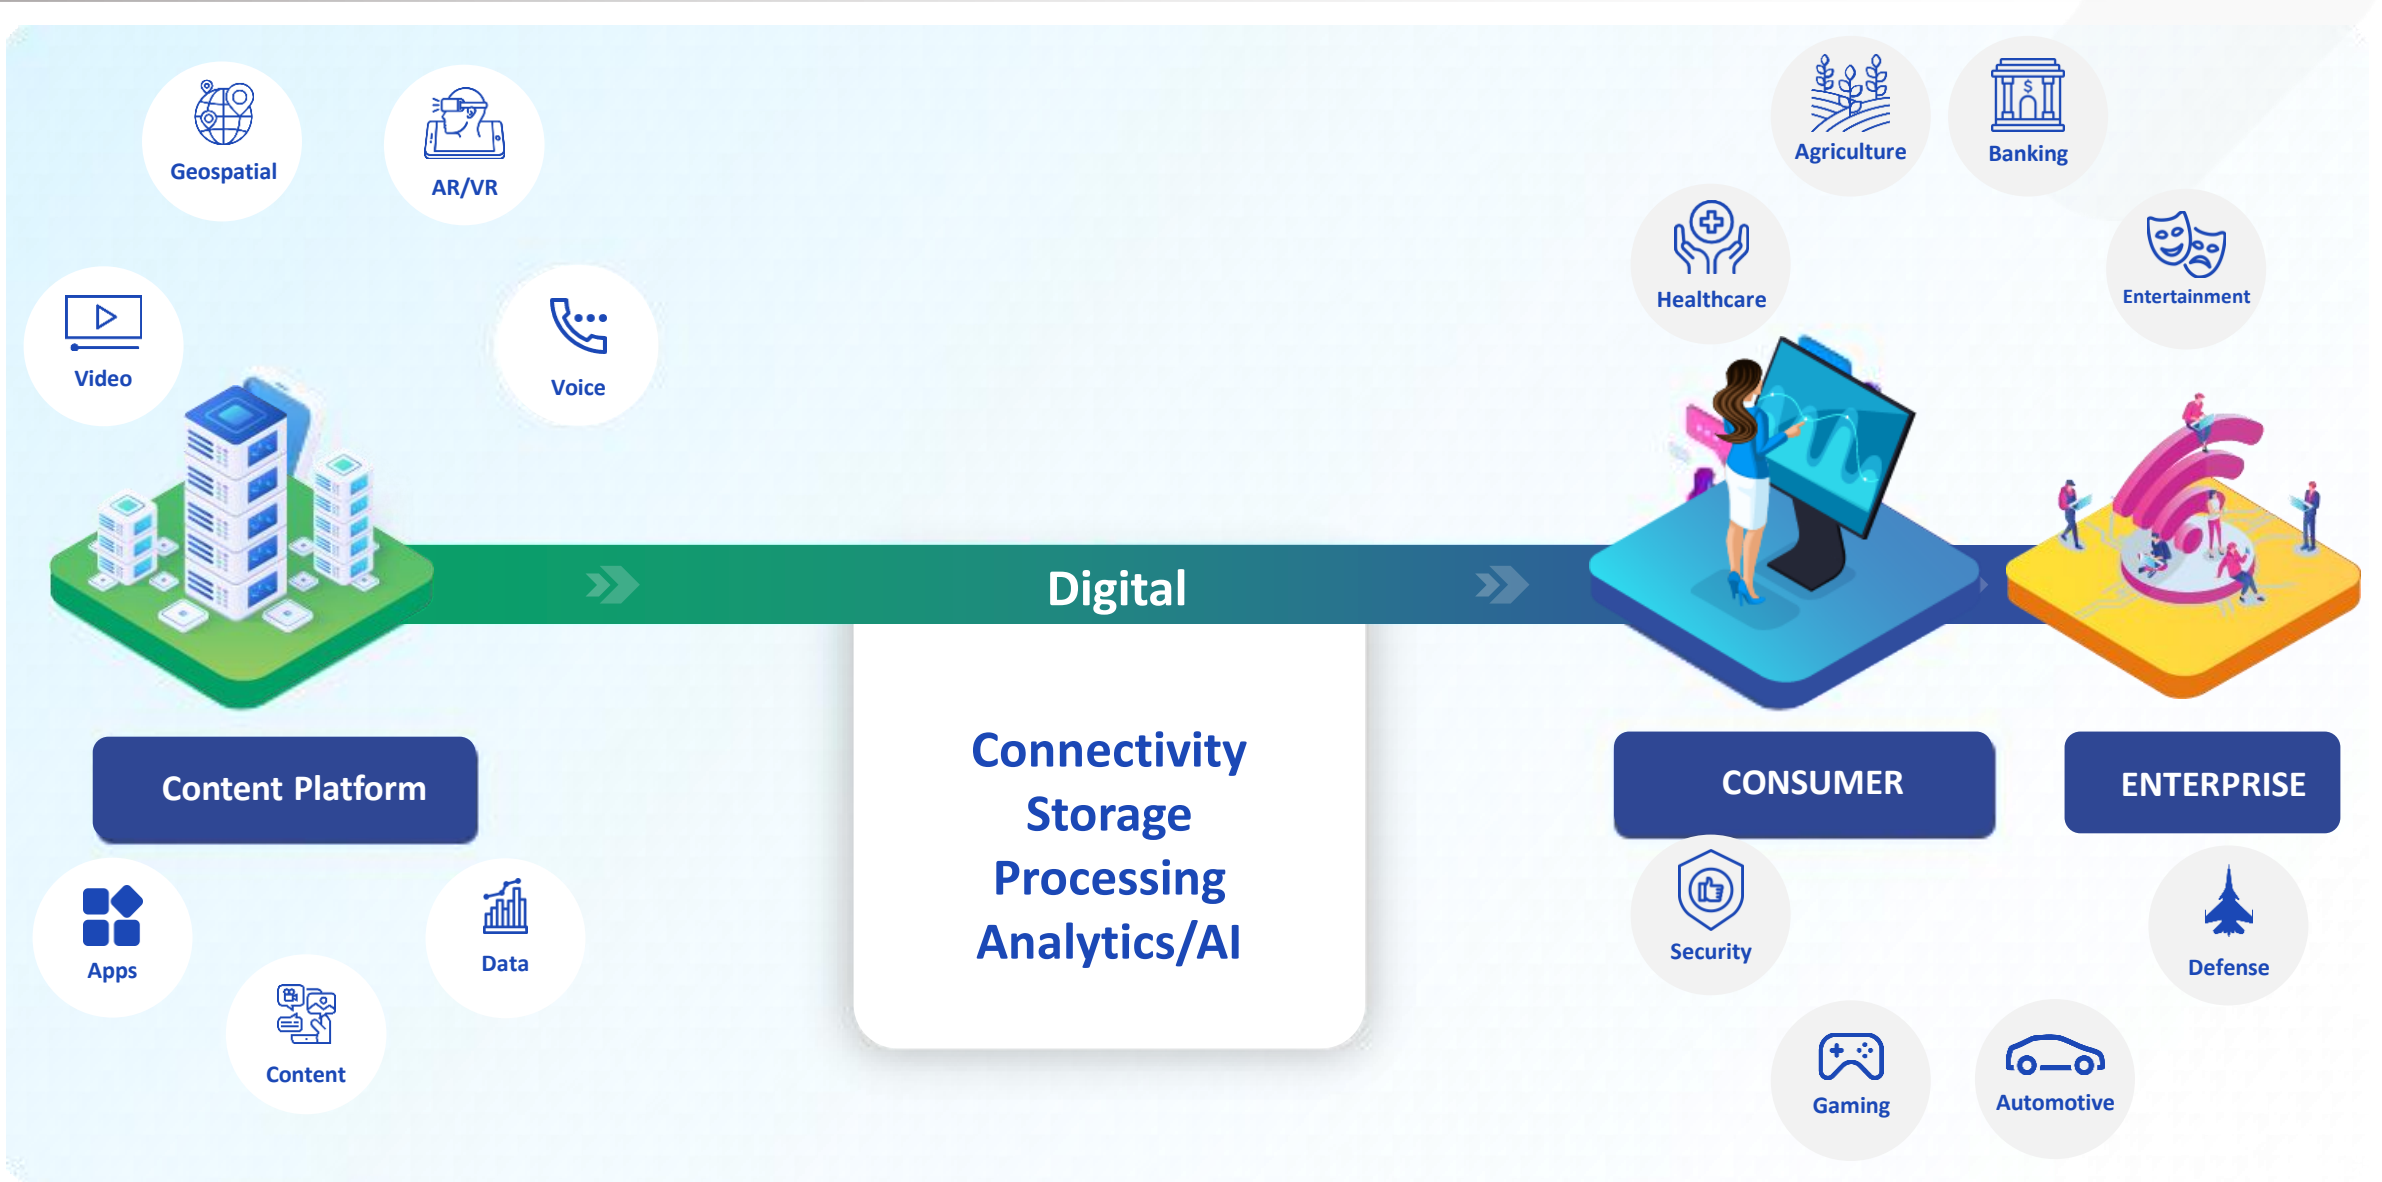 Geospatial
AR/VR
Video
Voice
Agriculture
Banking
Healthcare
Entertainment
Digital
Connectivity
Storage
Processing
Analytics/AI
Content Platform
CONSUMER
ENTERPRISE
Apps
Data
Content
Security
Defense
Gaming
Automotive